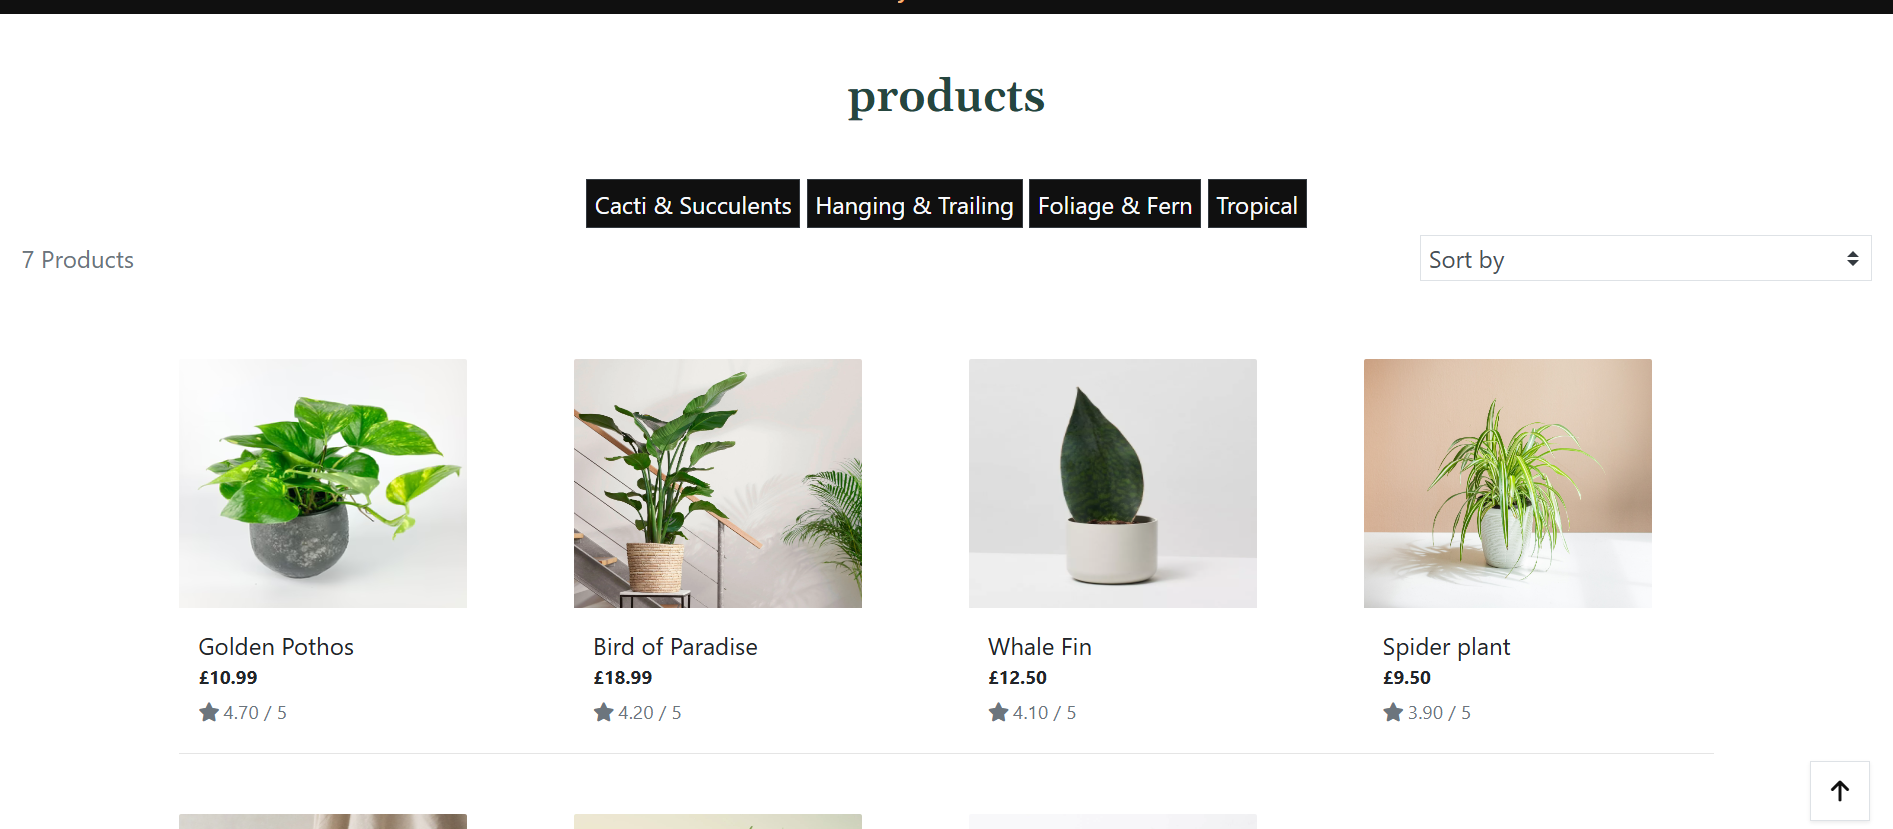 products
Cacti & Succulents Hanging & Trailing Foliage & Fern Tropical
7 Products
Sort by
Golden Pothos
£10.99
4.70 / 5
Bird of Paradise
£18.99
4.20 / 5
Whale Fin
£12.50
4.10 / 5
Spider plant
£9.50
3.90 / 5